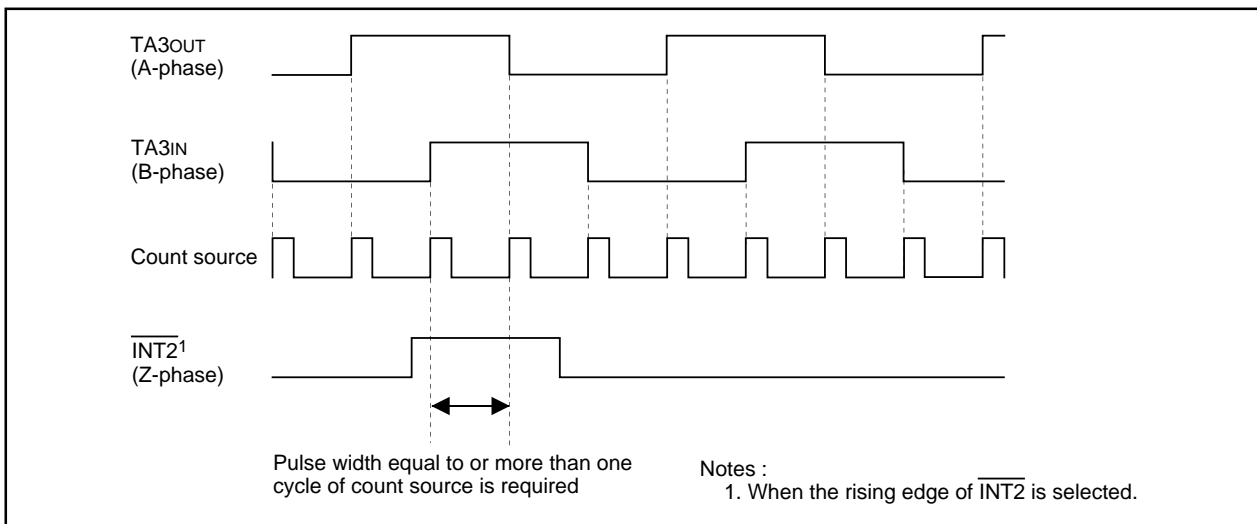 TA3OUT
(A-phase)
TA3IN
(B-phase)
Count source
INT21
(Z-phase)
Pulse width equal to or more than one
cycle of count source is required
Notes :
1. When the rising edge of INT2 is selected.